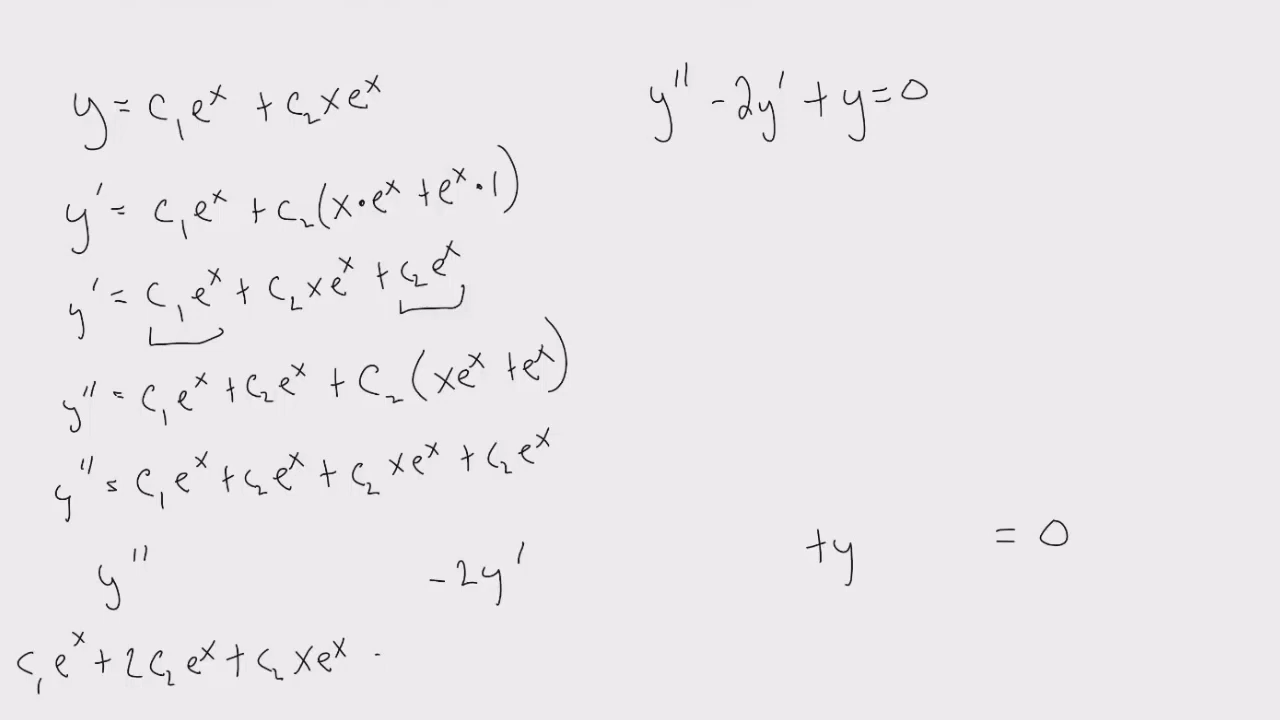 y = c₁eˣ + c₂xeˣ
y'' - 2y' + y = 0
y' = c₁eˣ + c₂(x•eˣ + eˣ•1)
y' = c₁eˣ + c₂xeˣ + c₂eˣ
y'' = c₁eˣ + c₂eˣ + c₂(xeˣ + eˣ)
y'' = c₁eˣ + c₂eˣ + c₂xeˣ + c₂eˣ
y'' - 2y' + y = 0
c₁eˣ + 2c₂eˣ + c₂xeˣ -